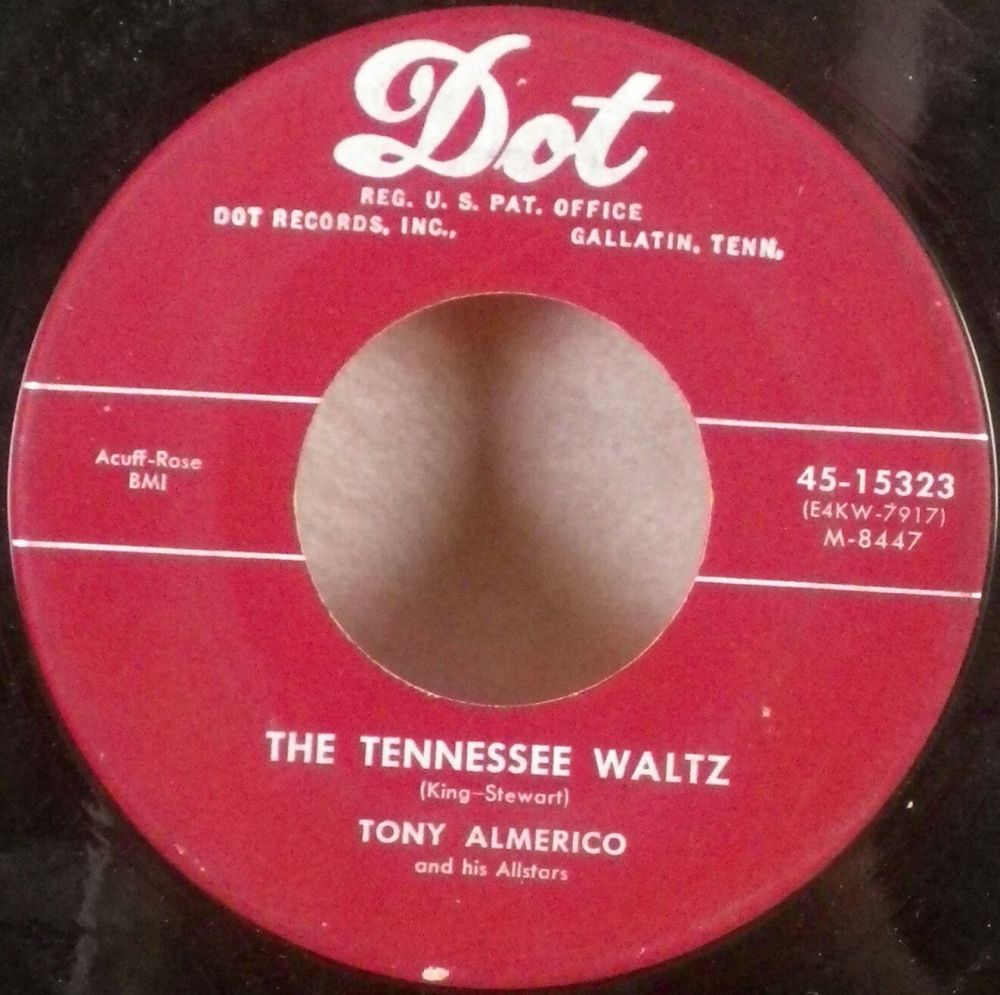 Dot
REG. U. S. PAT. OFFICE
DOT RECORDS, INC., GALLATIN, TENN.
Acuff-Rose
BMI
45-15323
(E4KW-7917)
M-8447
THE TENNESSEE WALTZ
(King-Stewart)
TONY ALMERICO
and his Allstars